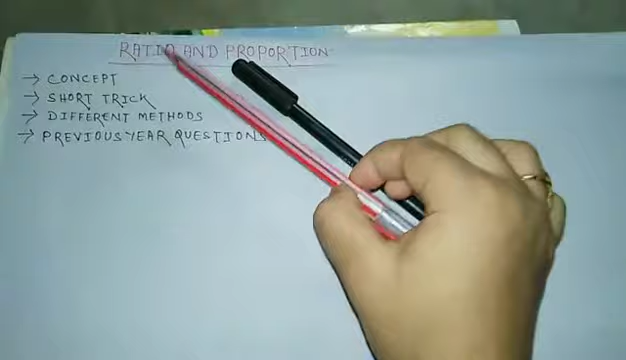 RATIO AND PROPORTION
→ CONCEPT
→ SHORT TRICK
→ DIFFERENT METHODS
→ PREVIOUS YEAR QUESTIONS